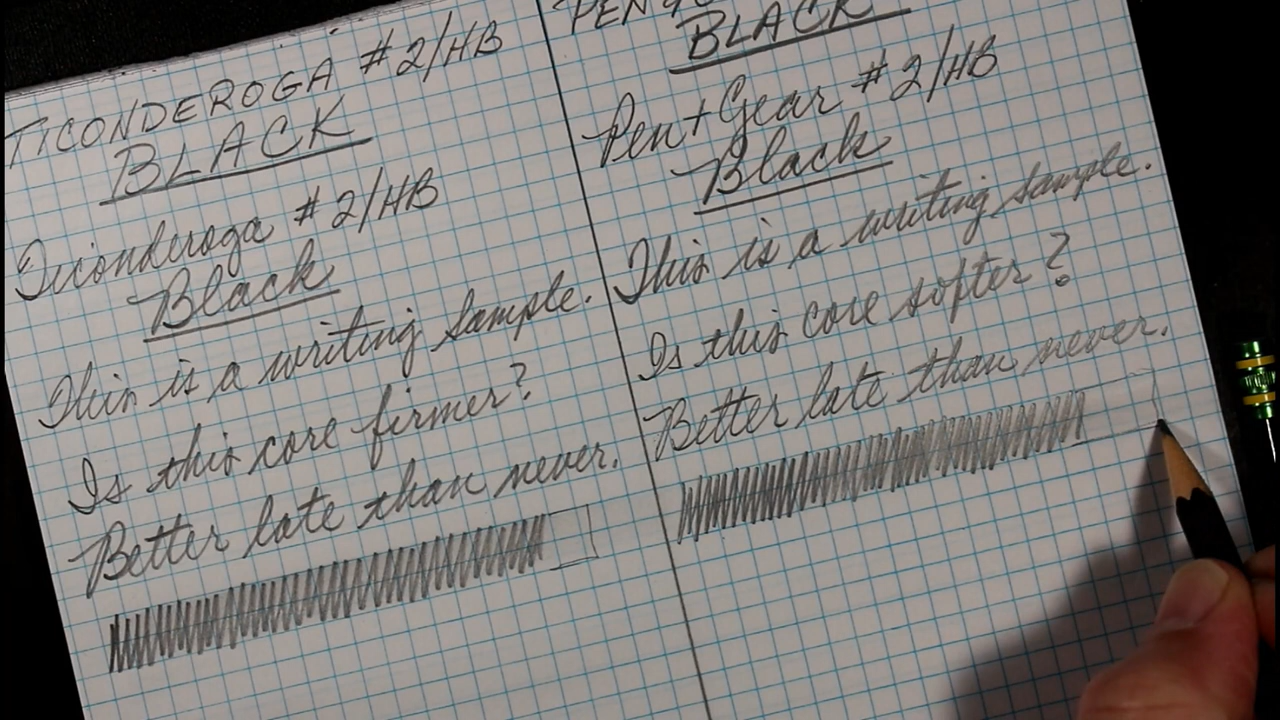 TICONDEROGA #2/HB
BLACK
Ticonderoga #2/HB
Black
This is a writing sample.
Is this core firmer?
Better late than never.
BLACK
Pen+Gear #2/HB
Black
This is a writing sample.
Is this core softer?
Better late than never.